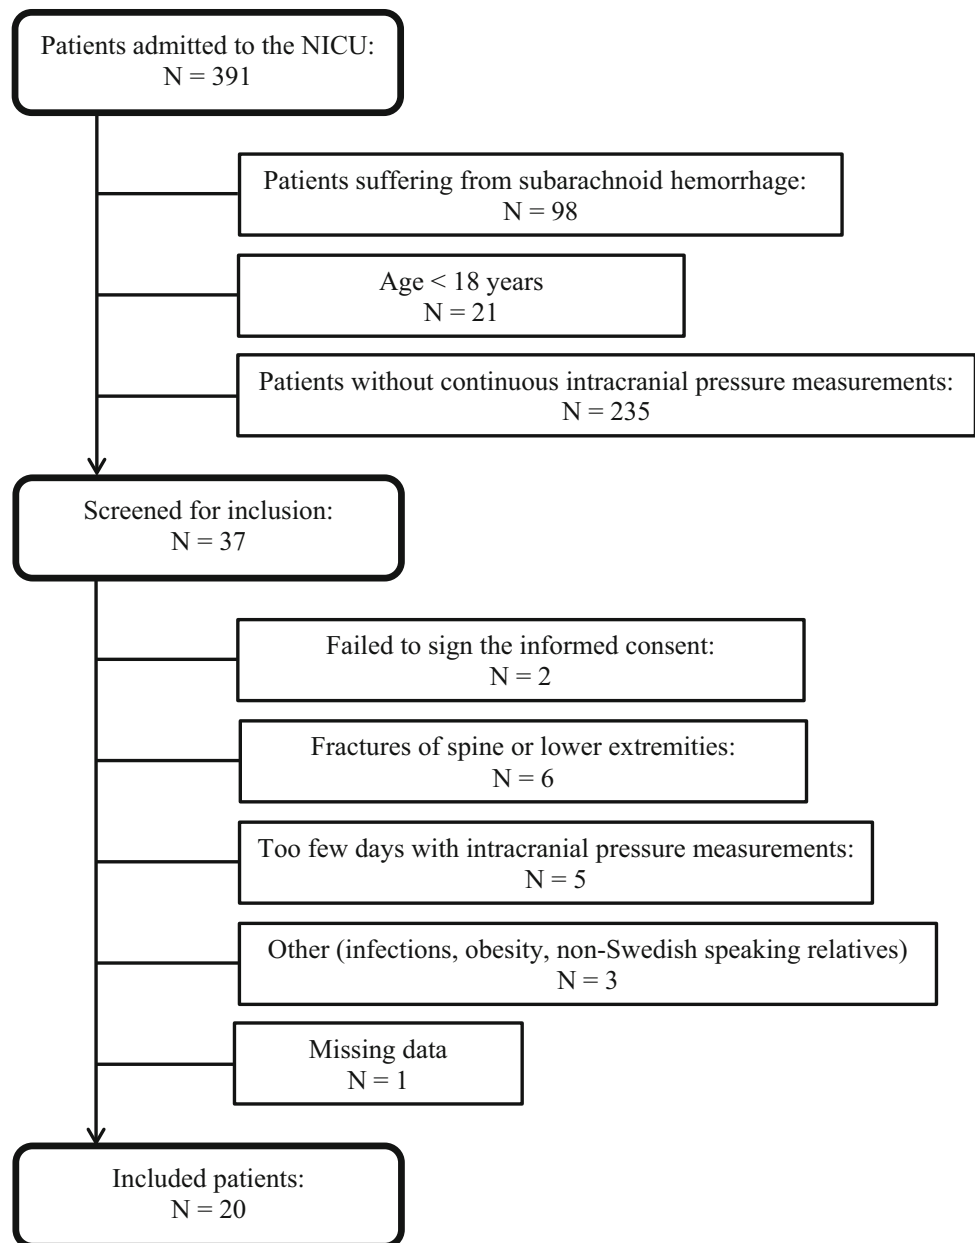 Patients admitted to the NICU:
N = 391
Patients suffering from subarachnoid hemorrhage:
N = 98
Age < 18 years
N = 21
Patients without continuous intracranial pressure measurements:
N = 235
Screened for inclusion:
N = 37
Failed to sign the informed consent:
N = 2
Fractures of spine or lower extremities:
N = 6
Too few days with intracranial pressure measurements:
N = 5
Other (infections, obesity, non-Swedish speaking relatives)
N = 3
Missing data
N = 1
Included patients:
N = 20